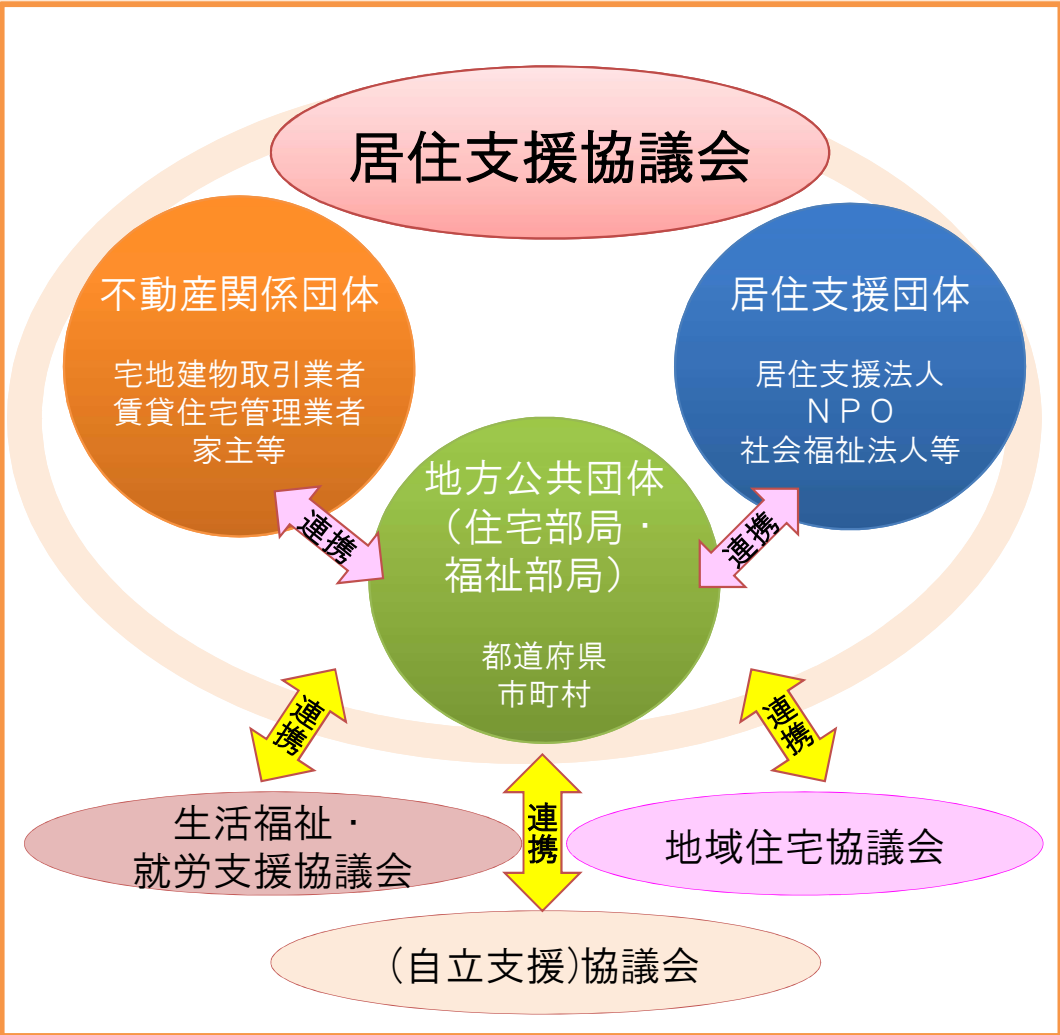 居住支援協議会
不動産関係団体
宅地建物取引業者
賃貸住宅管理業者
家主等
居住支援団体
居住支援法人
ＮＰＯ
社会福祉法人等
地方公共団体
（住宅部局・
福祉部局）
都道府県
市町村
連携
連携
連携
連携
連携
生活福祉・
就労支援協議会
地域住宅協議会
(自立支援)協議会